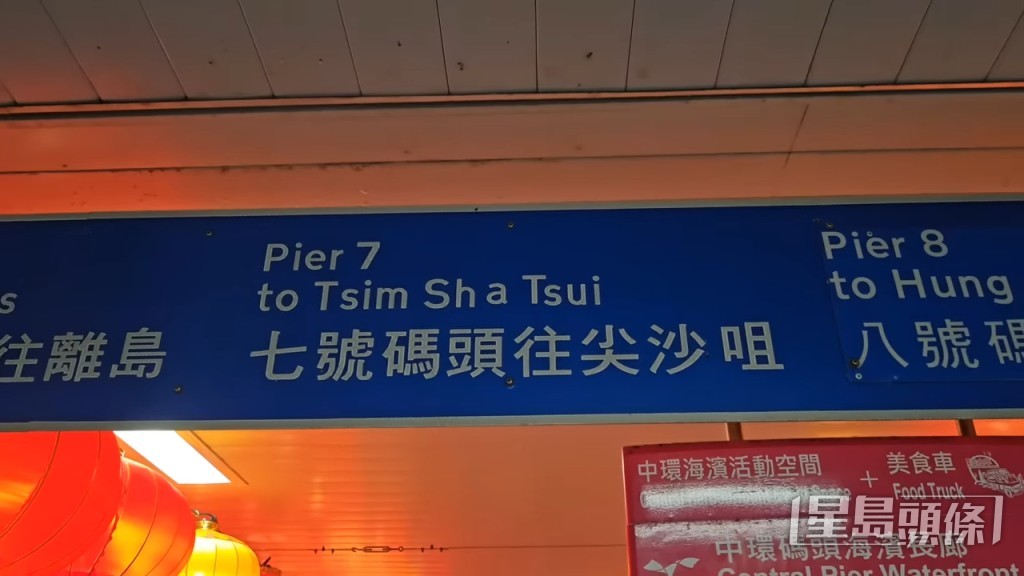 s
往離島
Pier 7
to Tsim Sha Tsui
七號碼頭往尖沙咀
Pier 8
to Hung
八號碼
中環海濱活動空間
+
美食車
Food Truck
中環碼頭海濱長廊
Central Pier Waterfront
星島頭條